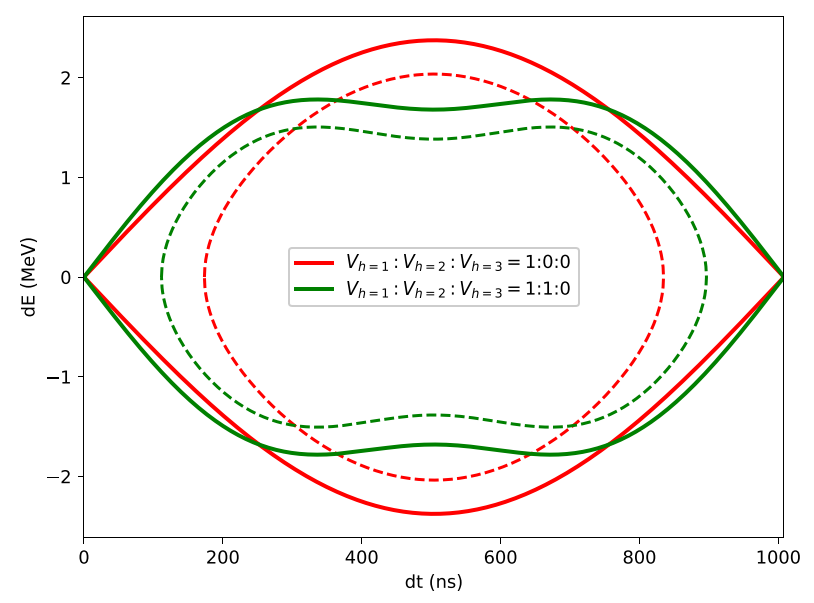 2
1
0
−1
−2
dE (MeV)
V_{h=1} : V_{h=2} : V_{h=3} = 1:0:0
V_{h=1} : V_{h=2} : V_{h=3} = 1:1:0
0 200 400 600 800 1000
dt (ns)